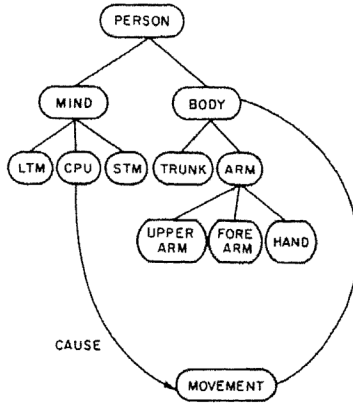 PERSON
MIND
BODY
LTM
CPU
STM
TRUNK
ARM
UPPER
ARM
FORE
ARM
HAND
CAUSE
MOVEMENT